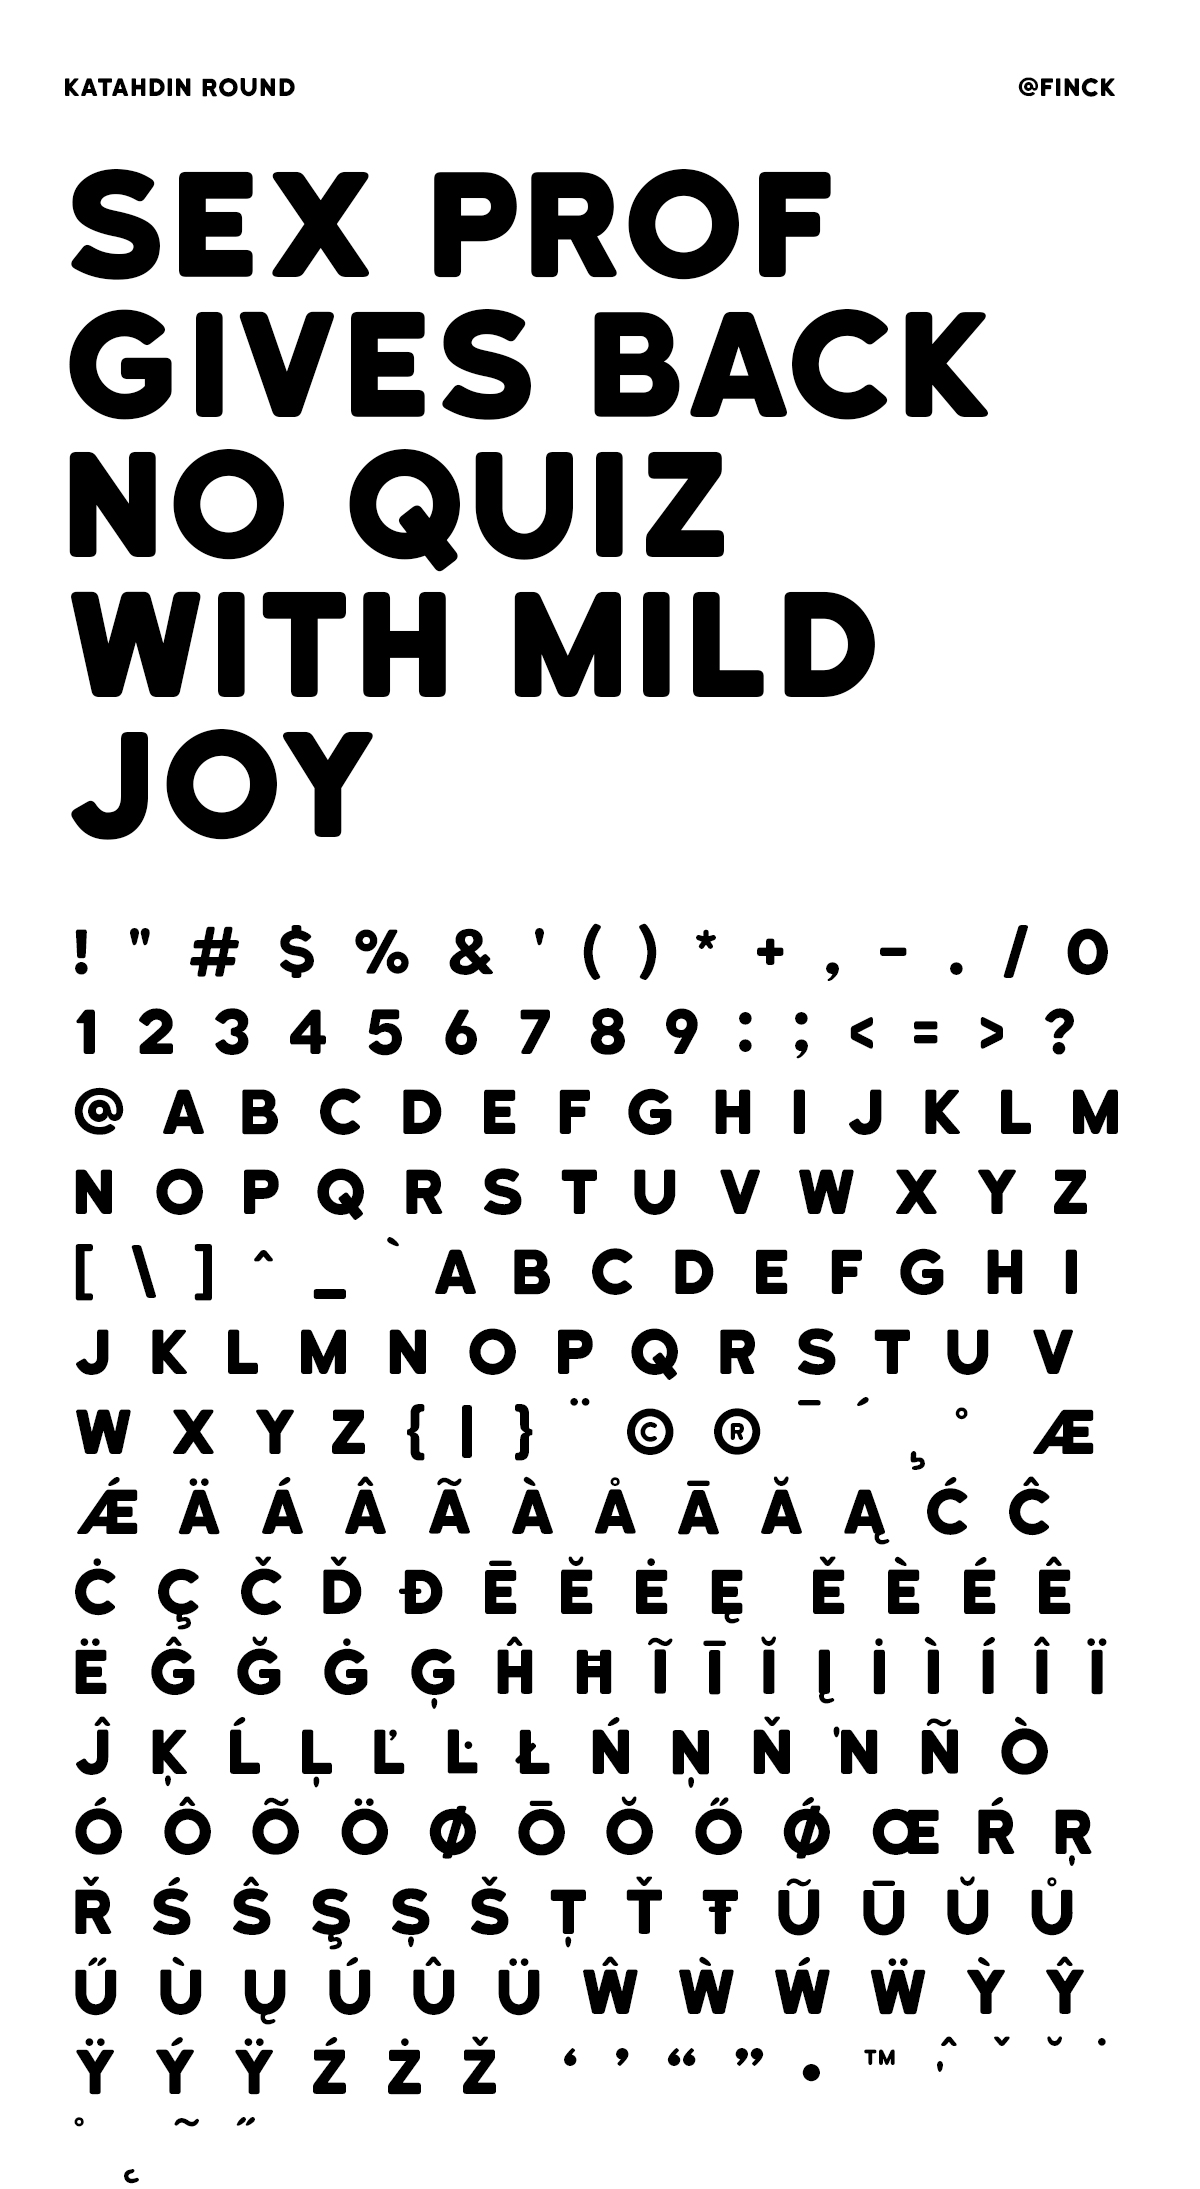 KATAHDIN ROUND @FINCK
SEX PROF
GIVES BACK
NO QUIZ
WITH MILD
JOY
! " # $ % & ' ( ) * + , - . / 0
1 2 3 4 5 6 7 8 9 : ; < = > ?
@ A B C D E F G H I J K L M
N O P Q R S T U V W X Y Z
[ \ ] ^ _ ` A B C D E F G H I
J K L M N O P Q R S T U V
W X Y Z { | } ¨ © ® ¯ ´ ¸ ˚ Æ
Ǽ Ä Á Â Ã À Å Ā Ă Ą Ć Ĉ
Ċ Ç Č Ď Đ Ē Ĕ Ė Ę Ě È É Ê
Ë Ĝ Ğ Ġ Ģ Ĥ Ħ Ĩ Ī Ĭ Į İ Ì Í Î Ï
Ĵ Ķ Ĺ Ļ Ľ Ŀ Ł Ń Ņ Ň ŉ Ñ Ò
Ó Ô Õ Ö Ø Ō Ŏ Ő Ǿ Œ Ŕ Ŗ
Ř Ś Ŝ Ş Ș Š Ț Ť Ŧ Ũ Ū Ŭ Ů
Ű Ù Ų Ú Û Ü Ŵ Ẁ Ẃ Ẅ Ỳ Ŷ
Ÿ Ý Ÿ Ź Ż Ž ‘ ’ “ ” • ™ ̦ ˆ ˇ ˘ ˙
˚ ˛ ˜ ˝